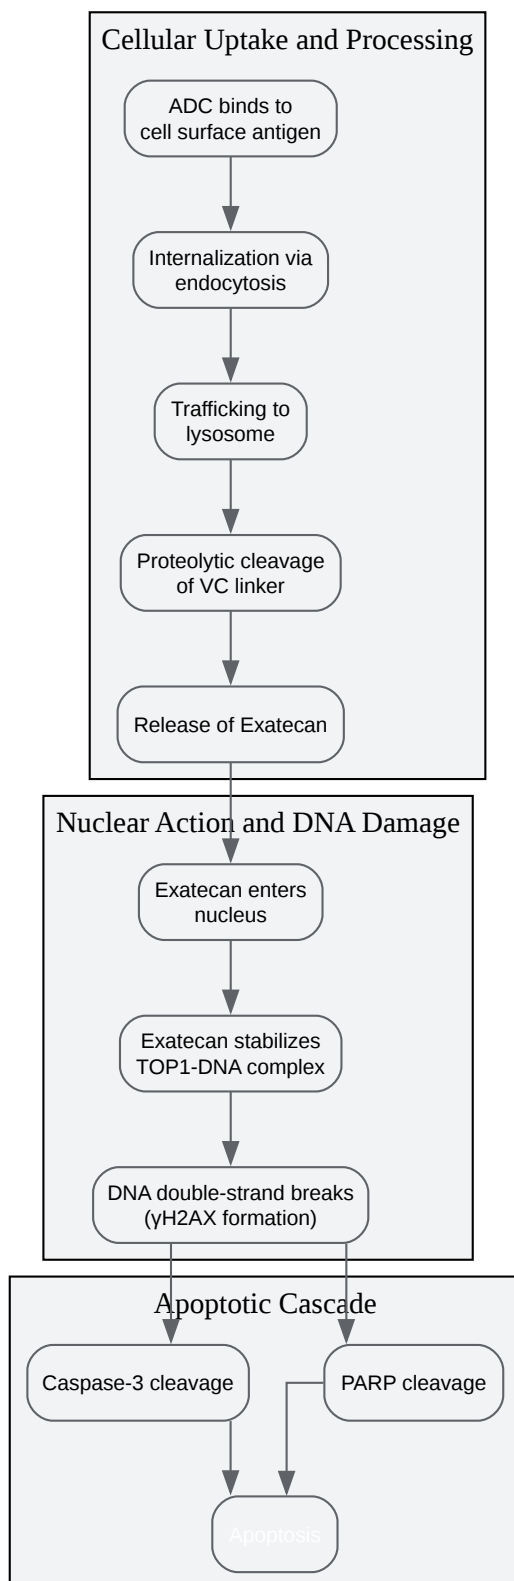 Cellular Uptake and Processing
ADC binds to
cell surface antigen
Internalization via
endocytosis
Trafficking to
lysosome
Proteolytic cleavage
of VC linker
Release of Exatecan
Nuclear Action and DNA Damage
Exatecan enters
nucleus
Exatecan stabilizes
TOP1-DNA complex
DNA double-strand breaks
(γH2AX formation)
Apoptotic Cascade
Caspase-3 cleavage
PARP cleavage
Apoptosis